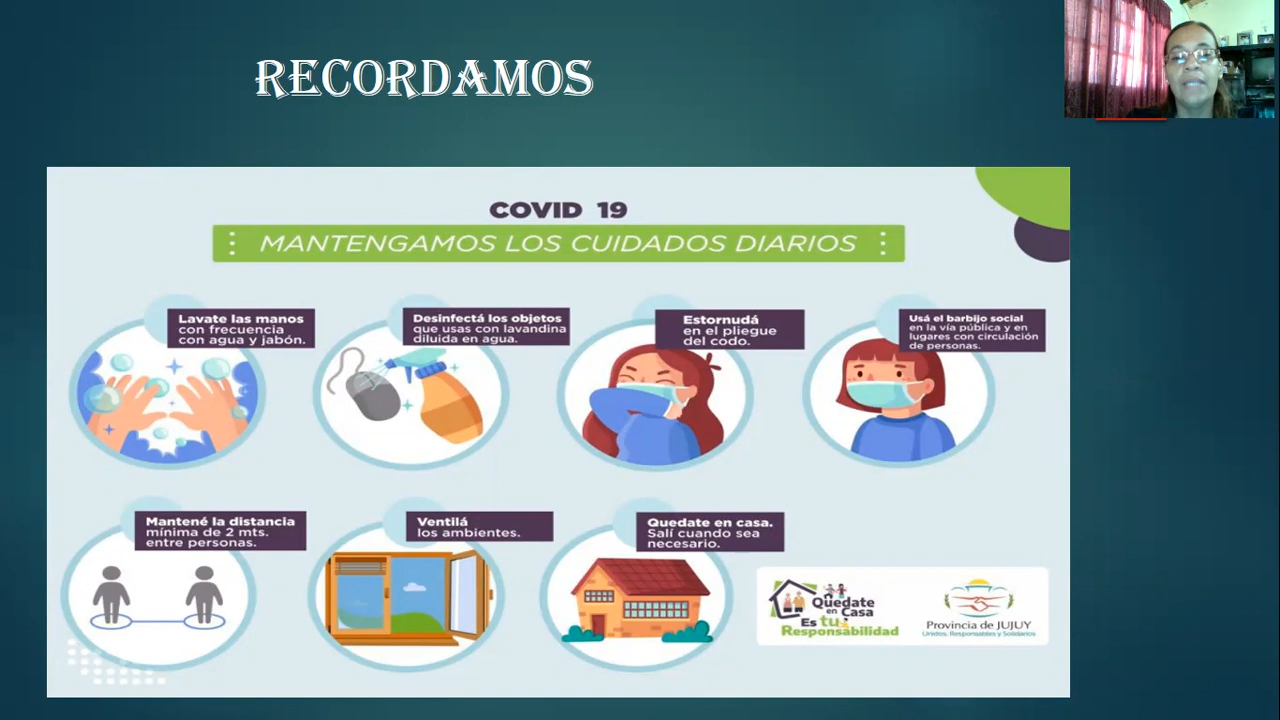 RECORDAMOS
COVID 19
MANTENGAMOS LOS CUIDADOS DIARIOS
Lavate las manos
con frecuencia
con agua y jabón.
Desinfectá los objetos
que usas con lavandina
diluida en agua.
Estornudá
en el pliegue
del codo.
Usá el barbijo social
en la vía pública y en
lugares con circulación
de personas.
Mantené la distancia
mínima de 2 mts.
entre personas.
Ventilá
los ambientes.
Quedate en casa.
Salí cuando sea
necesario.
Quedate
en Casa
Es tu
Responsabilidad
Provincia de JUJUY
Unidos, Responsables y Solidarios